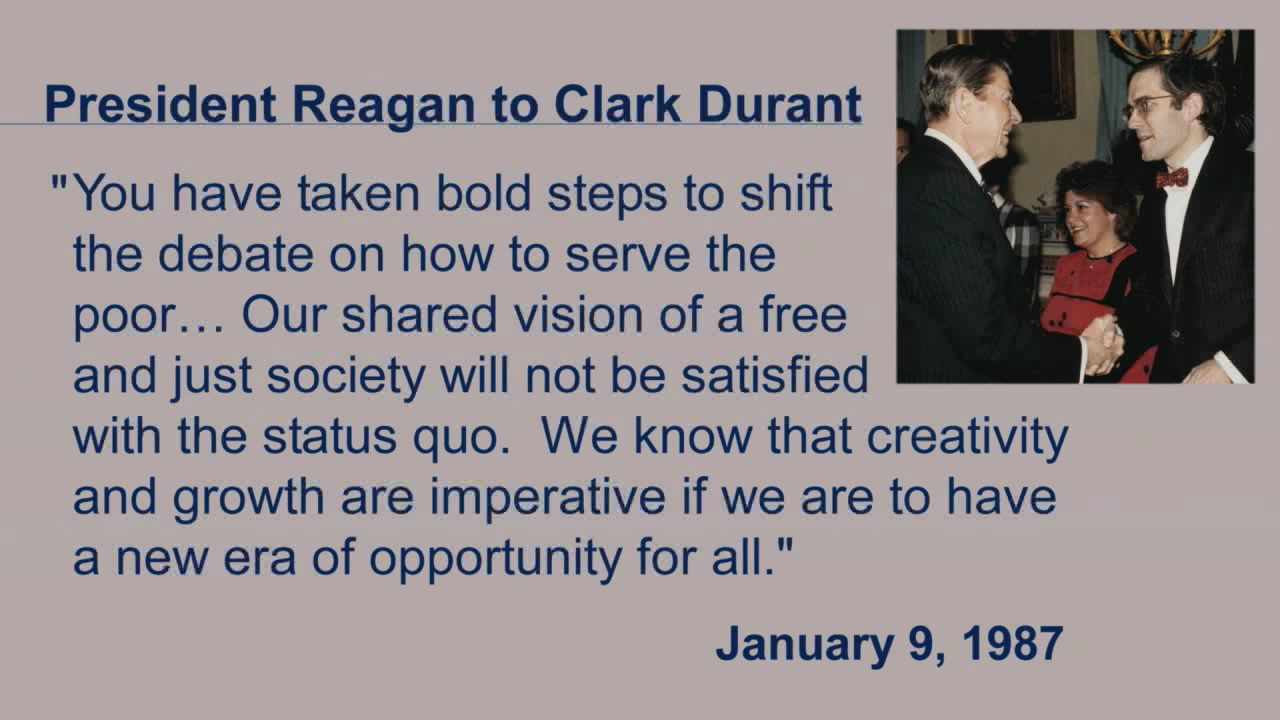 President Reagan to Clark Durant
"You have taken bold steps to shift
the debate on how to serve the
poor… Our shared vision of a free
and just society will not be satisfied
with the status quo.  We know that creativity
and growth are imperative if we are to have
a new era of opportunity for all."
January 9, 1987